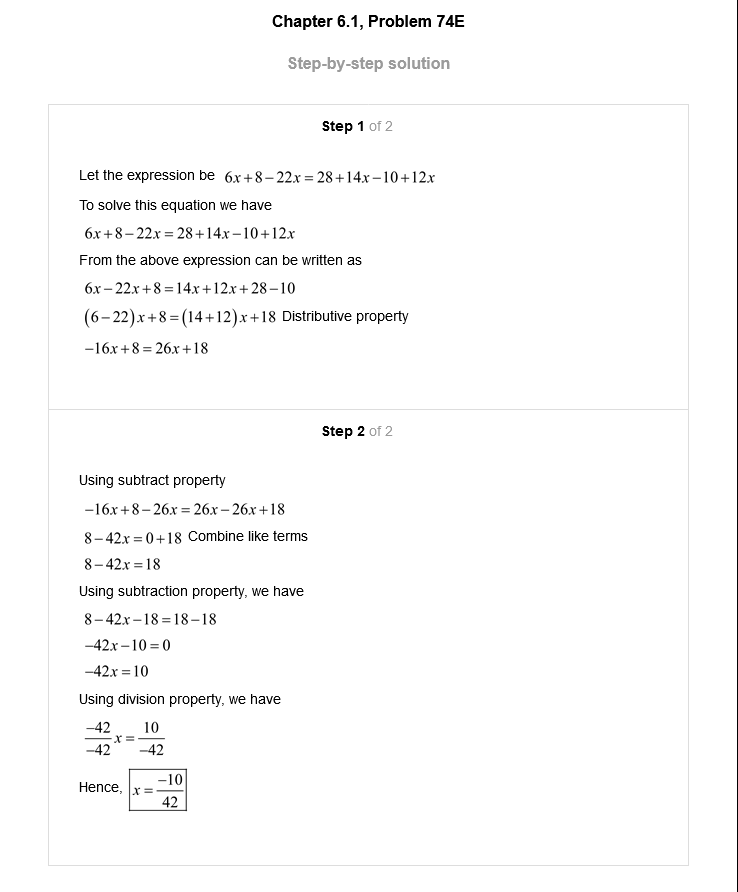 Chapter 6.1, Problem 74E
Step-by-step solution
Step 1 of 2
Let the expression be 6x+8−22x=28+14x−10+12x
To solve this equation we have
6x+8−22x=28+14x−10+12x
From the above expression can be written as
6x−22x+8=14x+12x+28−10
(6−22)x+8=(14+12)x+18 Distributive property
−16x+8=26x+18
Step 2 of 2
Using subtract property
−16x+8−26x=26x−26x+18
8−42x=0+18 Combine like terms
8−42x=18
Using subtraction property, we have
8−42x−18=18−18
−42x−10=0
−42x=10
Using division property, we have
−42/−42 x=10/−42
Hence, x=−10/42